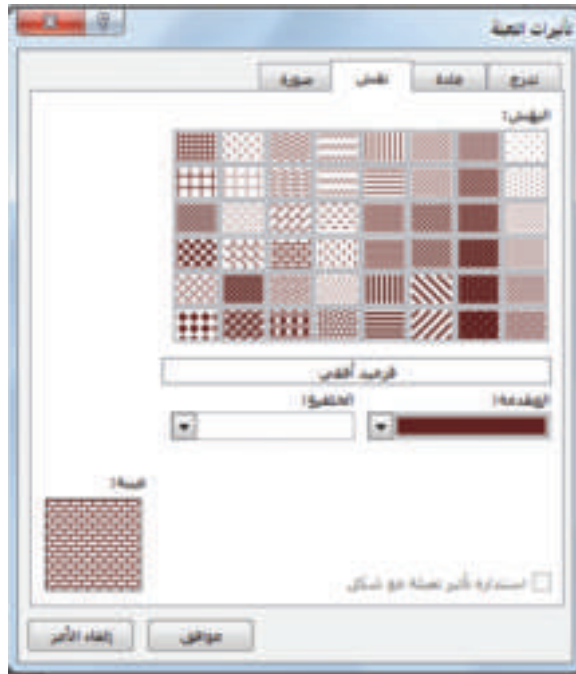 تأثيرات التعبئة
تدرج مادة نقش صورة
النقش:
قرميد أفقي
المقدمة: الخلفية:
عينة:
استدارة تأثير تعبئة مع شكل
موافق إلغاء الأمر